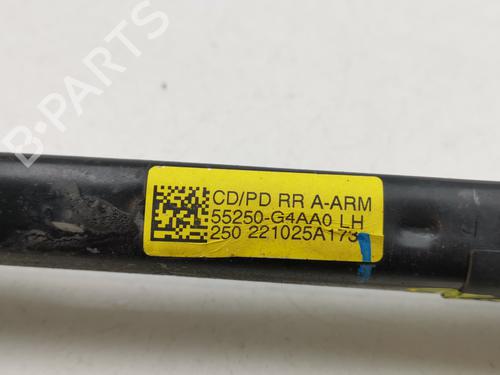 B-PARTS
CD/PD RR A-ARM
55250-G4AA0 LH
250 221025A173